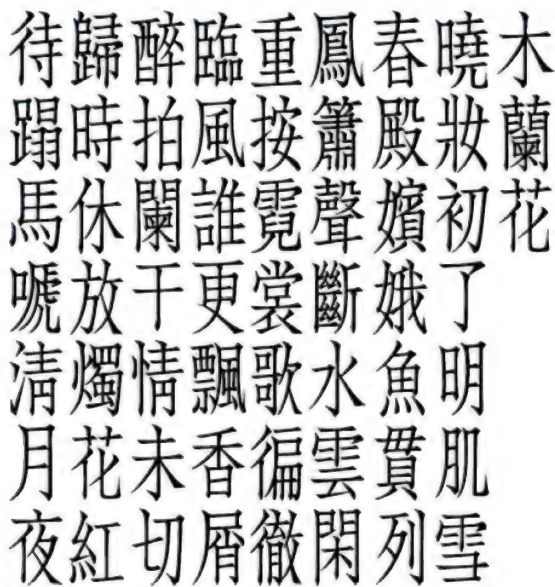 木蘭花
曉妝初了明肌雪
春殿嬪娥魚貫列
鳳簫聲斷水雲閑
重按霓裳歌徧徹
臨風誰更飄香屑
醉拍闌干情未切
歸時休放燭花紅
待蹋馬嗁清月夜